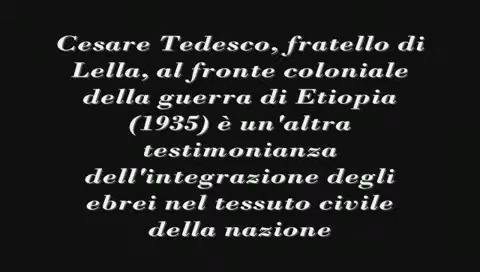 Cesare Tedesco, fratello di
Lella, al fronte coloniale
della guerra di Etiopia
(1935) è un'altra
testimonianza
dell'integrazione degli
ebrei nel tessuto civile
della nazione